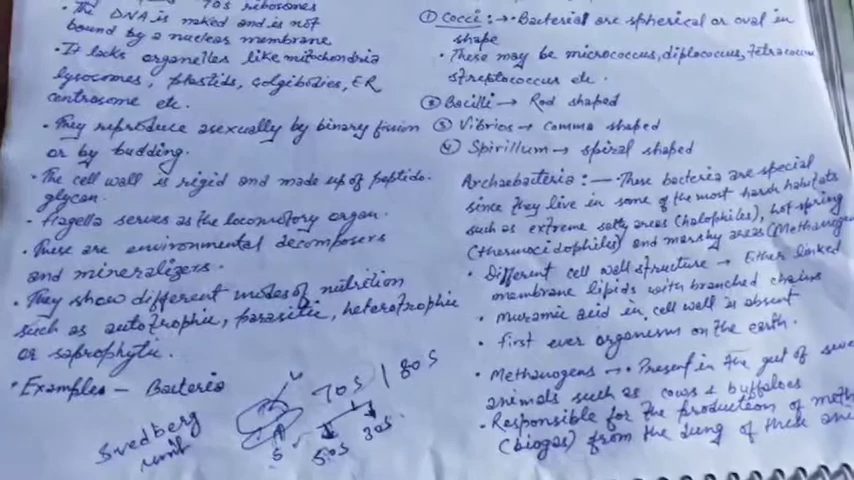 70s ribosomes
• The DNA is naked and is not
bound by a nuclear membrane
• It lacks organelles like mitochondria
lysocomes, plastids, golgibodies, ER,
centrosome etc.
• They reproduce asexually by binary fission
or by budding.
• The cell wall is rigid and made up of peptido-
glycan.
• flagella serves as the locomotory organ.
• These are environmental decomposers
and mineralizers.
• They show different modes of nutrition
such as autotrophic, parasitic, heterotrophic
or saprophytic.
• Examples – Bacteria
Svedberg
unit
70S | 80S
50S 30S
S
① Cocci :→ • Bacterial are spherical or oval in
shape
• These may be micrococcus, diplococcus, tetracoccus
streptococcus etc.
② Bacilli → Rod shaped
③ Vibrios → comma shaped
④ Spirillum → spiral shaped
Archaebacteria :— These bacteria are special
since they live in some of the most harsh habitats
such as extreme salty areas (halophiles), hot spring
(thermocidophiles) and marshy areas (Methanogen
• Different cell wall structure → Ether linked
membrane lipids with branched chains
• muramic acid in cell wall is absent
• first ever organism on the earth.
• Methanogens → • Present in the gut of
animals such as cows & buffaloes
• Responsible for the production of meth
(biogas) from the dung of these ani